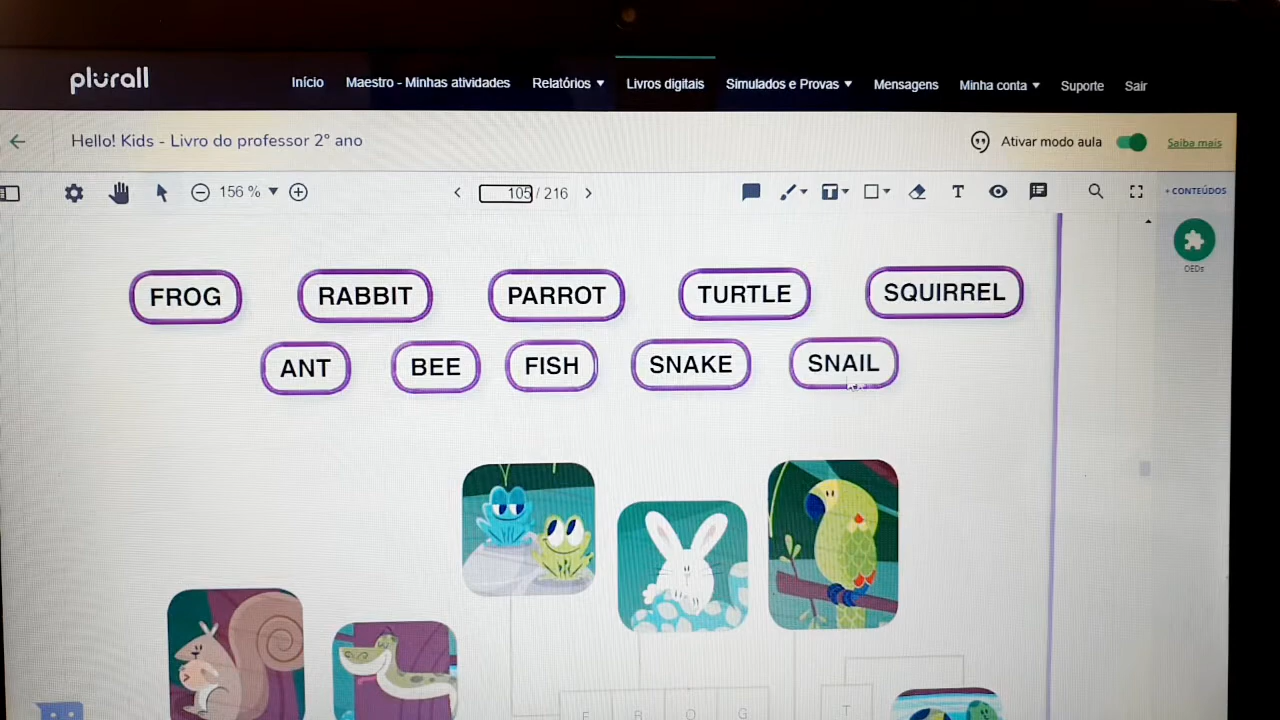 plurall
Início Maestro - Minhas atividades Relatórios Livros digitais Simulados e Provas Mensagens Minha conta Suporte Sair
Hello! Kids - Livro do professor 2° ano Ativar modo aula Saiba mais
156 % 105 / 216 T + CONTEÚDOS
OEDs
FROG RABBIT PARROT TURTLE SQUIRREL
ANT BEE FISH SNAKE SNAIL
F R O G T